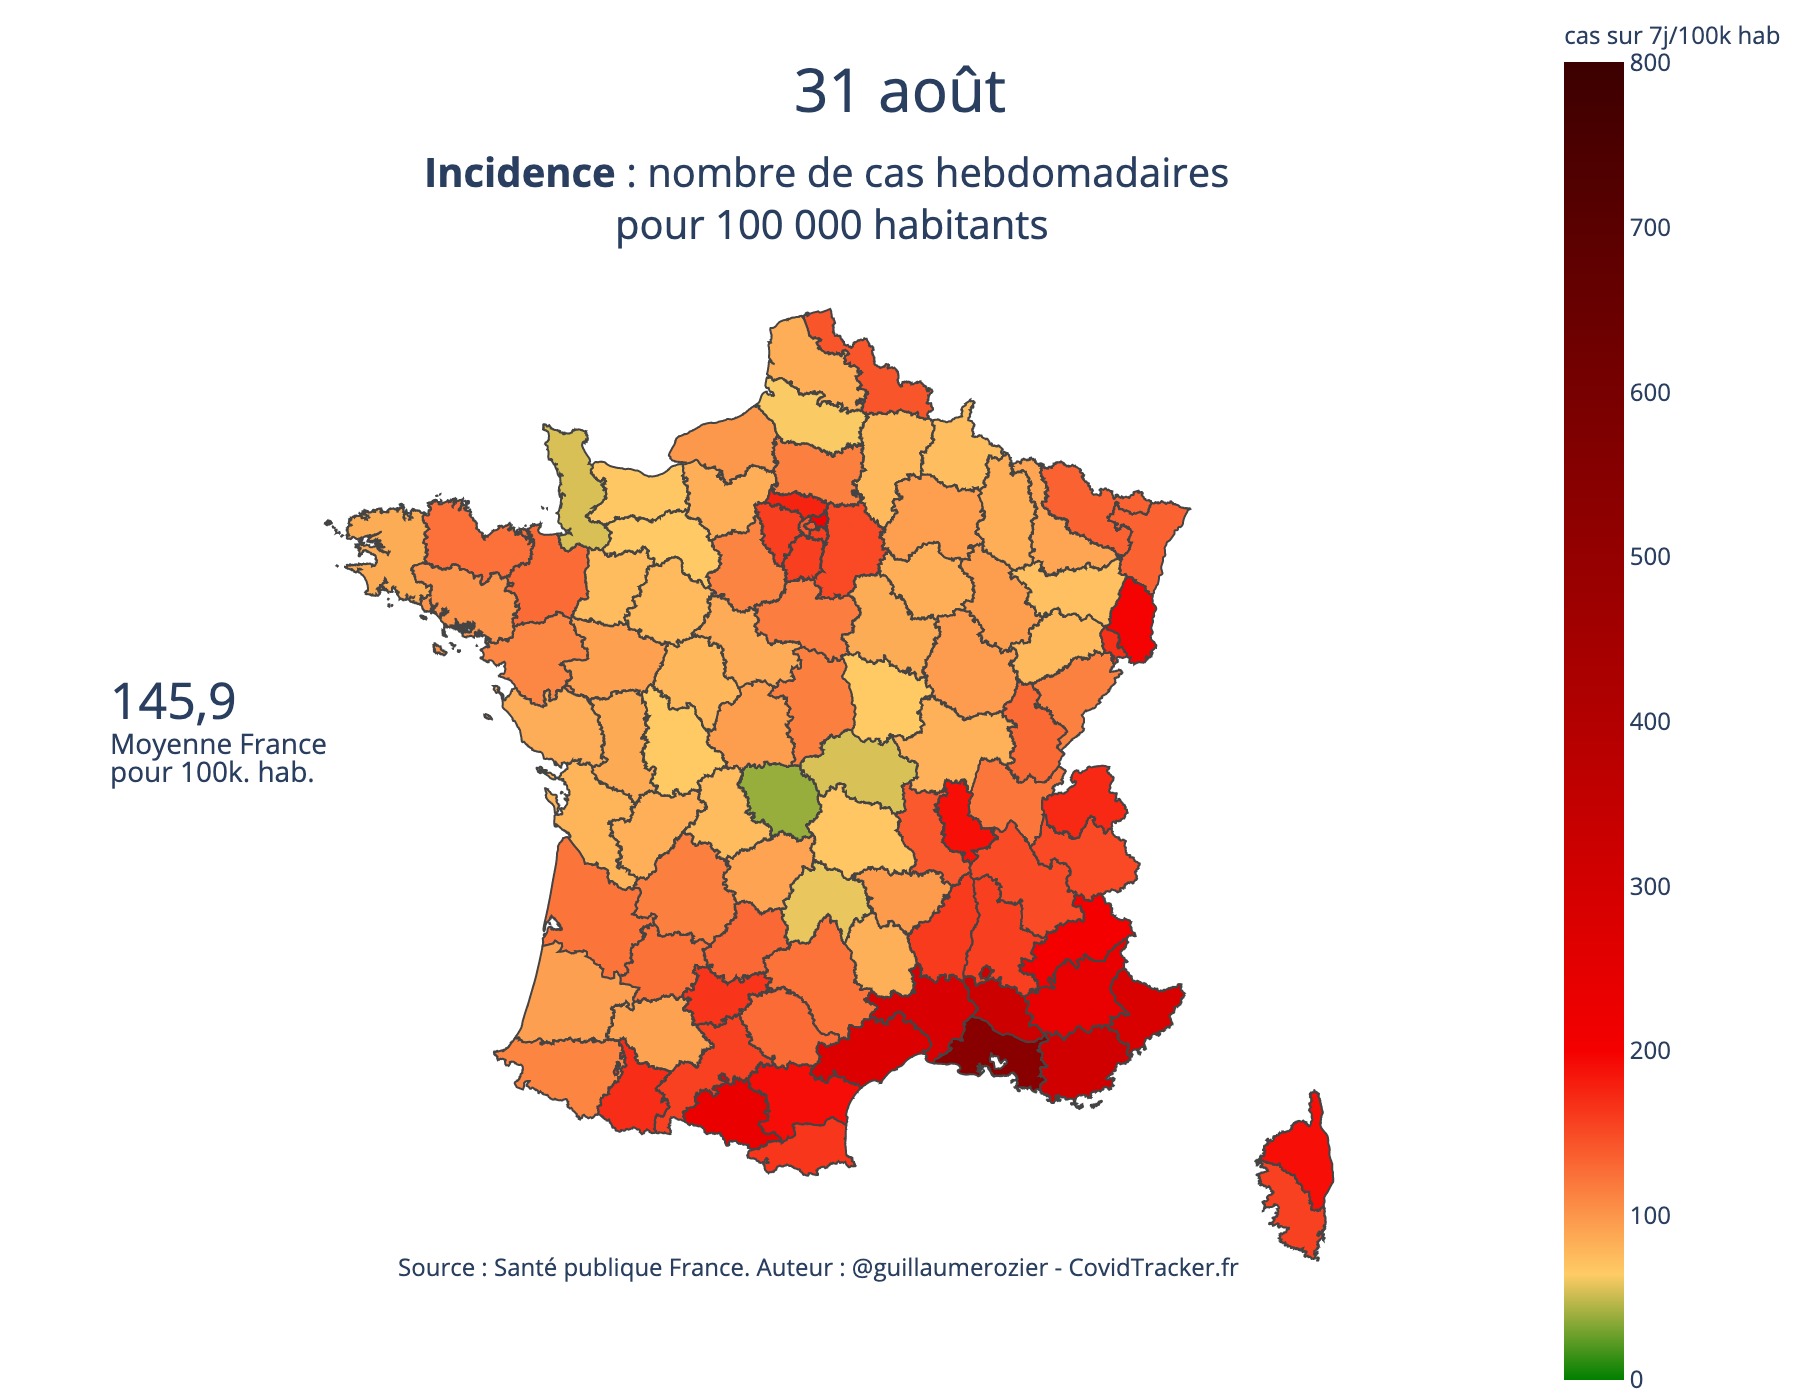 cas sur 7j/100k hab
31 août
Incidence : nombre de cas hebdomadaires
pour 100 000 habitants
800
700
600
500
400
300
200
100
0
145,9
Moyenne France
pour 100k. hab.
Source : Santé publique France. Auteur : @guillaumerozier - CovidTracker.fr